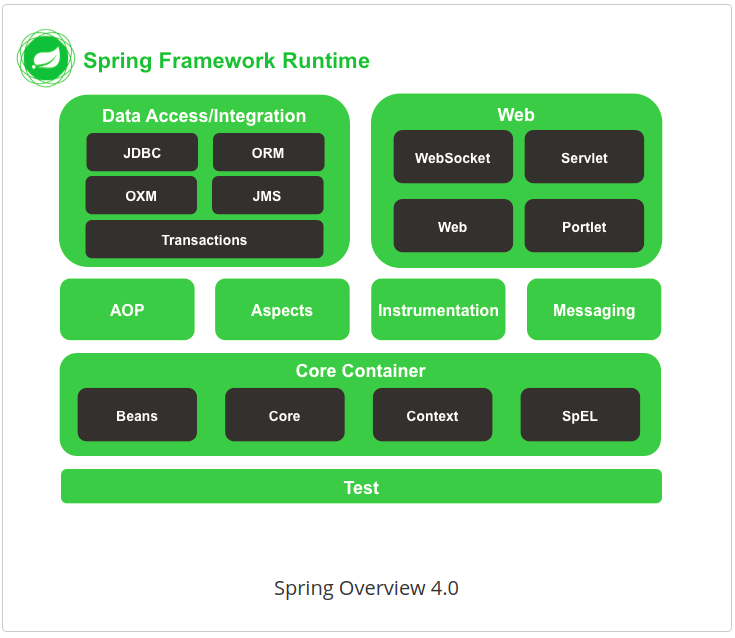 Spring Framework Runtime
Data Access/Integration
JDBC
ORM
OXM
JMS
Transactions
Web
WebSocket
Servlet
Web
Portlet
AOP
Aspects
Instrumentation
Messaging
Core Container
Beans
Core
Context
SpEL
Test
Spring Overview 4.0